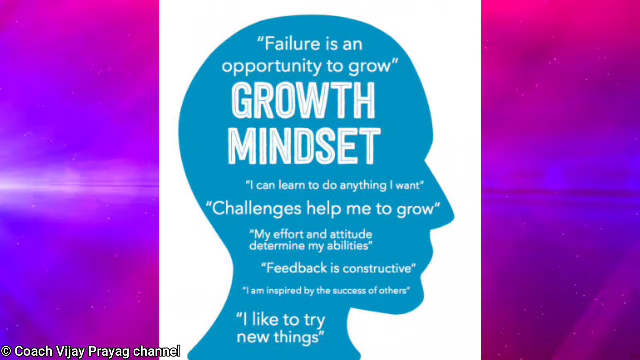 “Failure is an
opportunity to grow”
GROWTH
MINDSET
“I can learn to do anything I want”
“Challenges help me to grow”
“My effort and attitude
determine my abilities”
“Feedback is constructive”
“I am inspired by the success of others”
“I like to try
new things”
© Coach Vijay Prayag channel